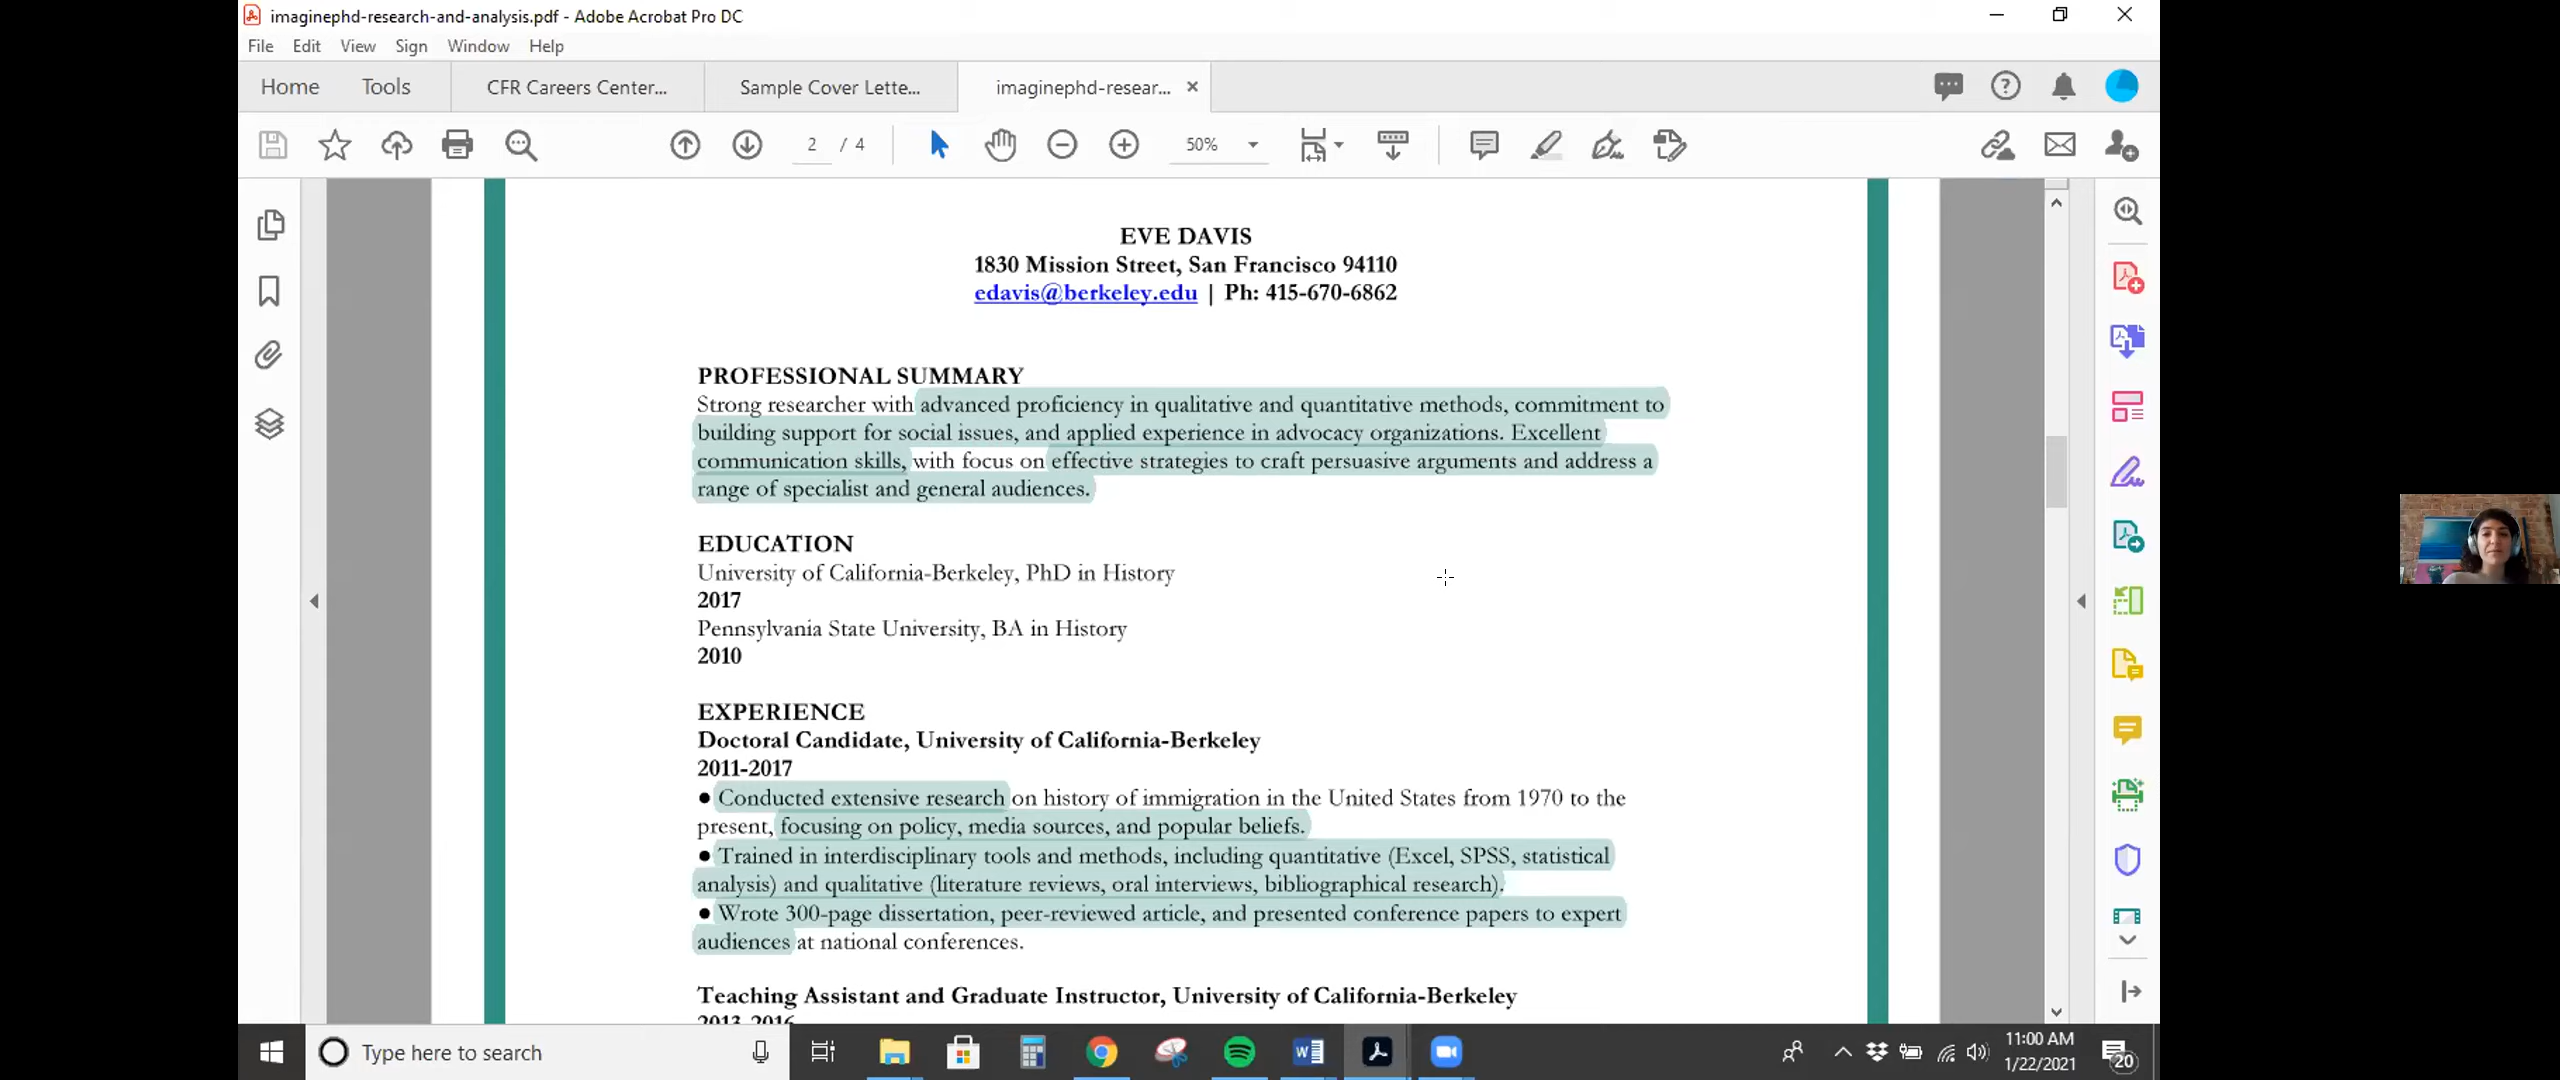 imaginephd-research-and-analysis.pdf - Adobe Acrobat Pro DC
File Edit View Sign Window Help
Home Tools CFR Careers Center... Sample Cover Lette... imaginephd-resear...
2 / 4 50%
EVE DAVIS
1830 Mission Street, San Francisco 94110
edavis@berkeley.edu | Ph: 415-670-6862
PROFESSIONAL SUMMARY
Strong researcher with advanced proficiency in qualitative and quantitative methods, commitment to
building support for social issues, and applied experience in advocacy organizations. Excellent
communication skills, with focus on effective strategies to craft persuasive arguments and address a
range of specialist and general audiences.
EDUCATION
University of California-Berkeley, PhD in History
2017
Pennsylvania State University, BA in History
2010
EXPERIENCE
Doctoral Candidate, University of California-Berkeley
2011-2017
● Conducted extensive research on history of immigration in the United States from 1970 to the
present, focusing on policy, media sources, and popular beliefs.
● Trained in interdisciplinary tools and methods, including quantitative (Excel, SPSS, statistical
analysis) and qualitative (literature reviews, oral interviews, bibliographical research).
● Wrote 300-page dissertation, peer-reviewed article, and presented conference papers to expert
audiences at national conferences.
Teaching Assistant and Graduate Instructor, University of California-Berkeley
2013-2016
Type here to search
11:00 AM
1/22/2021
20